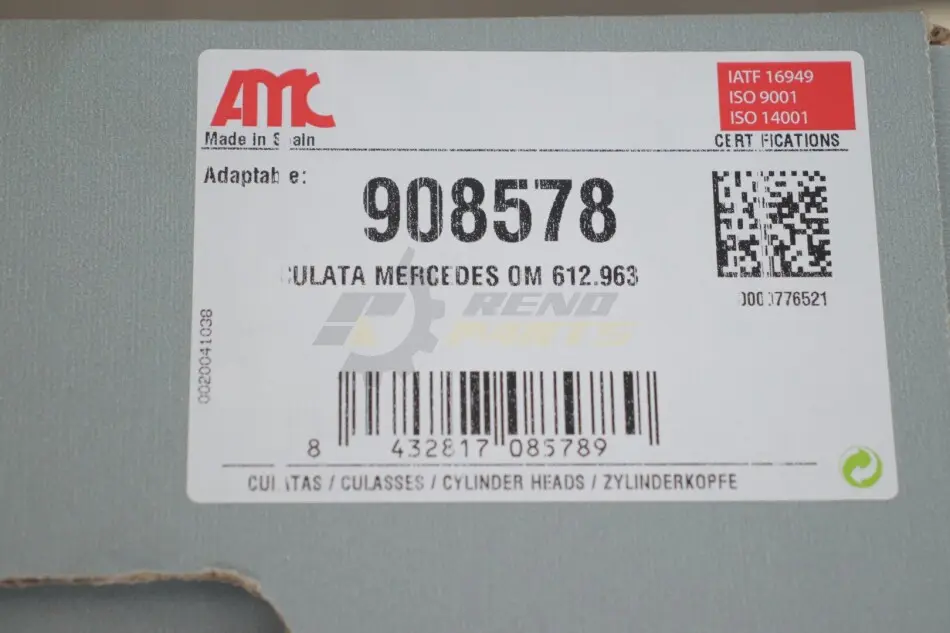 AMC
IATF 16949
ISO 9001
ISO 14001
Made in Spain
CERTIFICATIONS
Adaptable:
908578
CULATA MERCEDES OM 612.963
0000776521
RENO
PARTS
0020041038
8 432817 085789
CULATAS / CULASSES / CYLINDER HEADS / ZYLINDERKOPFE